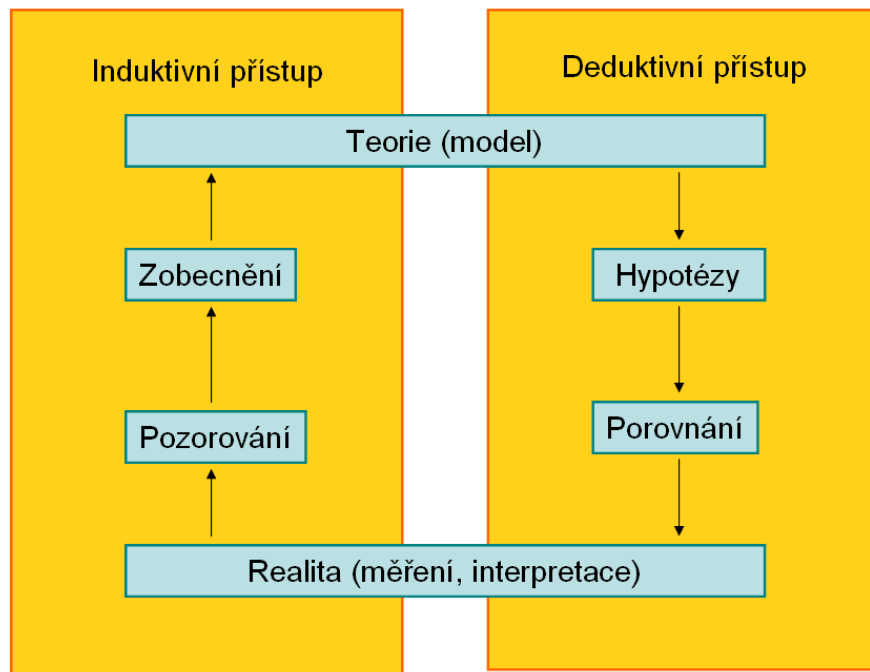 Induktivní přístup
Deduktivní přístup
Teorie (model)
Zobecnění
Hypotézy
Pozorování
Porovnání
Realita (měření, interpretace)